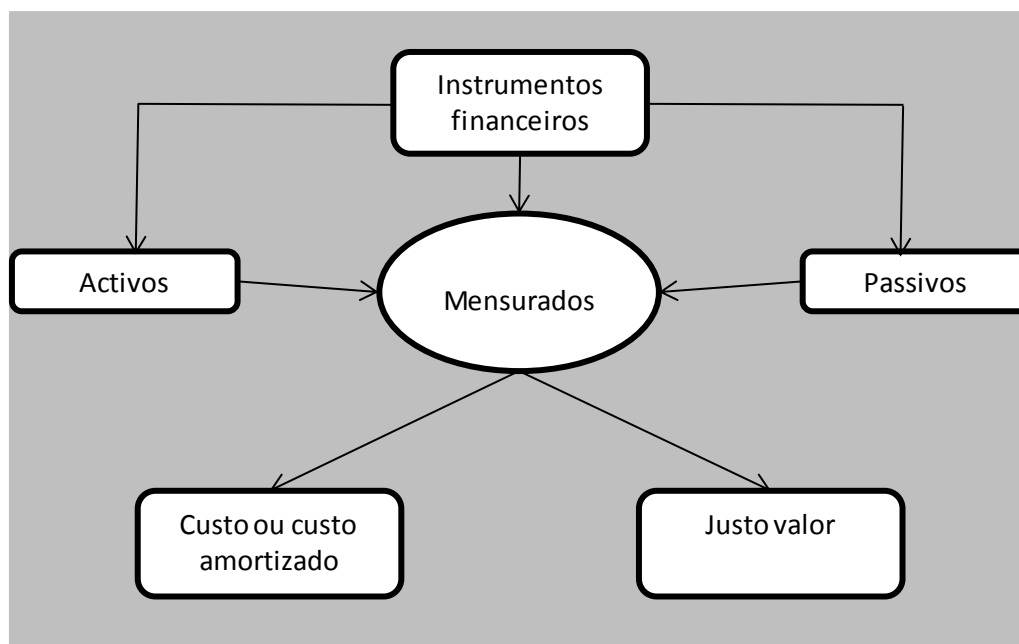 Instrumentos
financeiros
Activos
Mensurados
Passivos
Custo ou custo
amortizado
Justo valor